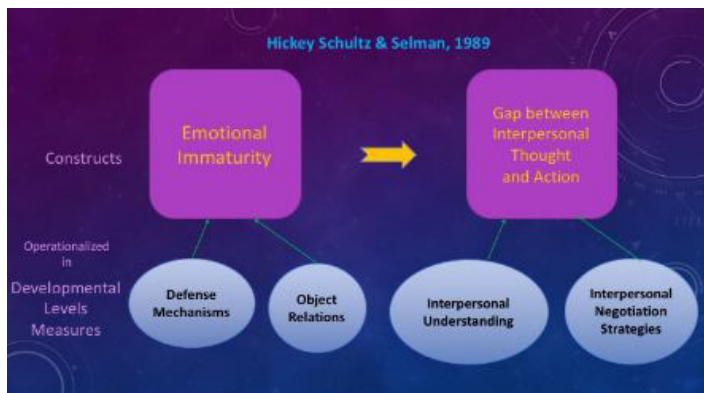 Hickey Schultz & Selman, 1989
Constructs
Emotional
Immaturity
Gap between
Interpersonal
Thought
and Action
Operationalized
in
Developmental
Levels
Measures
Defense
Mechanisms
Object
Relations
Interpersonal
Understanding
Interpersonal
Negotiation
Strategies